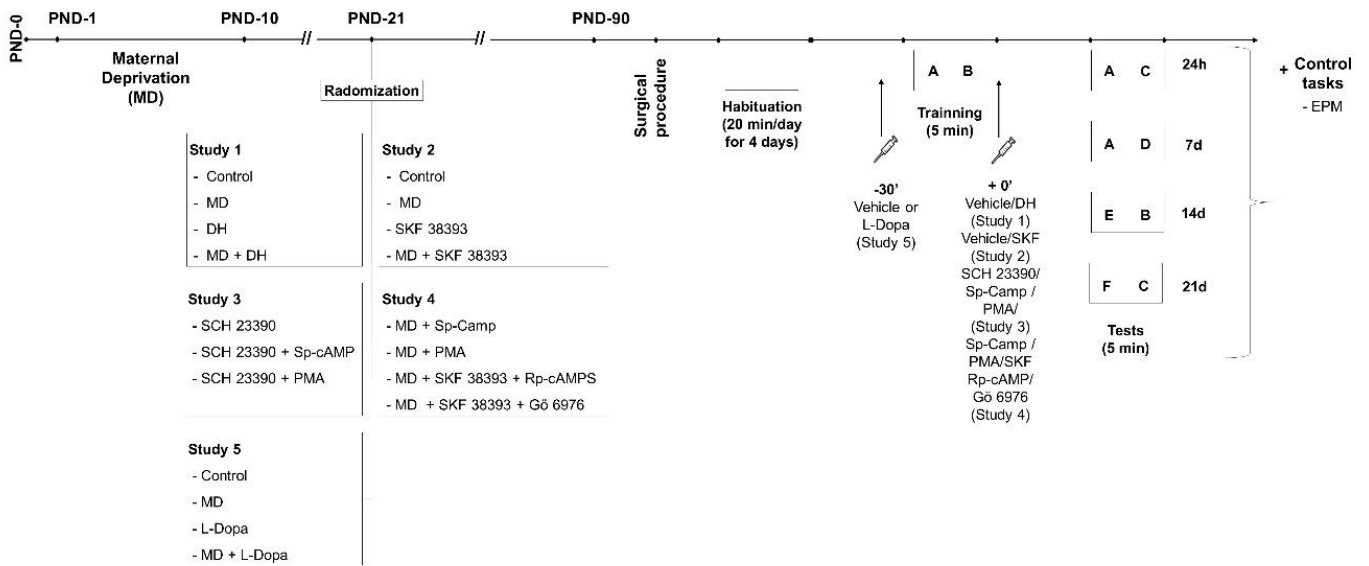 PND-0
PND-1
PND-10
PND-21
PND-90
Maternal
Deprivation
(MD)
Radomization
Surgical
procedure
Habituation
(20 min/day
for 4 days)
A B
Trainning
(5 min)
-30'
Vehicle or
L-Dopa
(Study 5)
+ 0'
Vehicle/DH
(Study 1)
Vehicle/SKF
(Study 2)
SCH 23390/
Sp-Camp /
PMA/
(Study 3)
Sp-Camp /
PMA/SKF
Rp-cAMP/
Gö 6976
(Study 4)
A C 24h
A D 7d
E B 14d
F C 21d
Tests
(5 min)
+ Control
tasks
- EPM
Study 1
- Control
- MD
- DH
- MD + DH
Study 2
- Control
- MD
- SKF 38393
- MD + SKF 38393
Study 3
- SCH 23390
- SCH 23390 + Sp-cAMP
- SCH 23390 + PMA
Study 4
- MD + Sp-Camp
- MD + PMA
- MD + SKF 38393 + Rp-cAMPS
- MD + SKF 38393 + Gö 6976
Study 5
- Control
- MD
- L-Dopa
- MD + L-Dopa